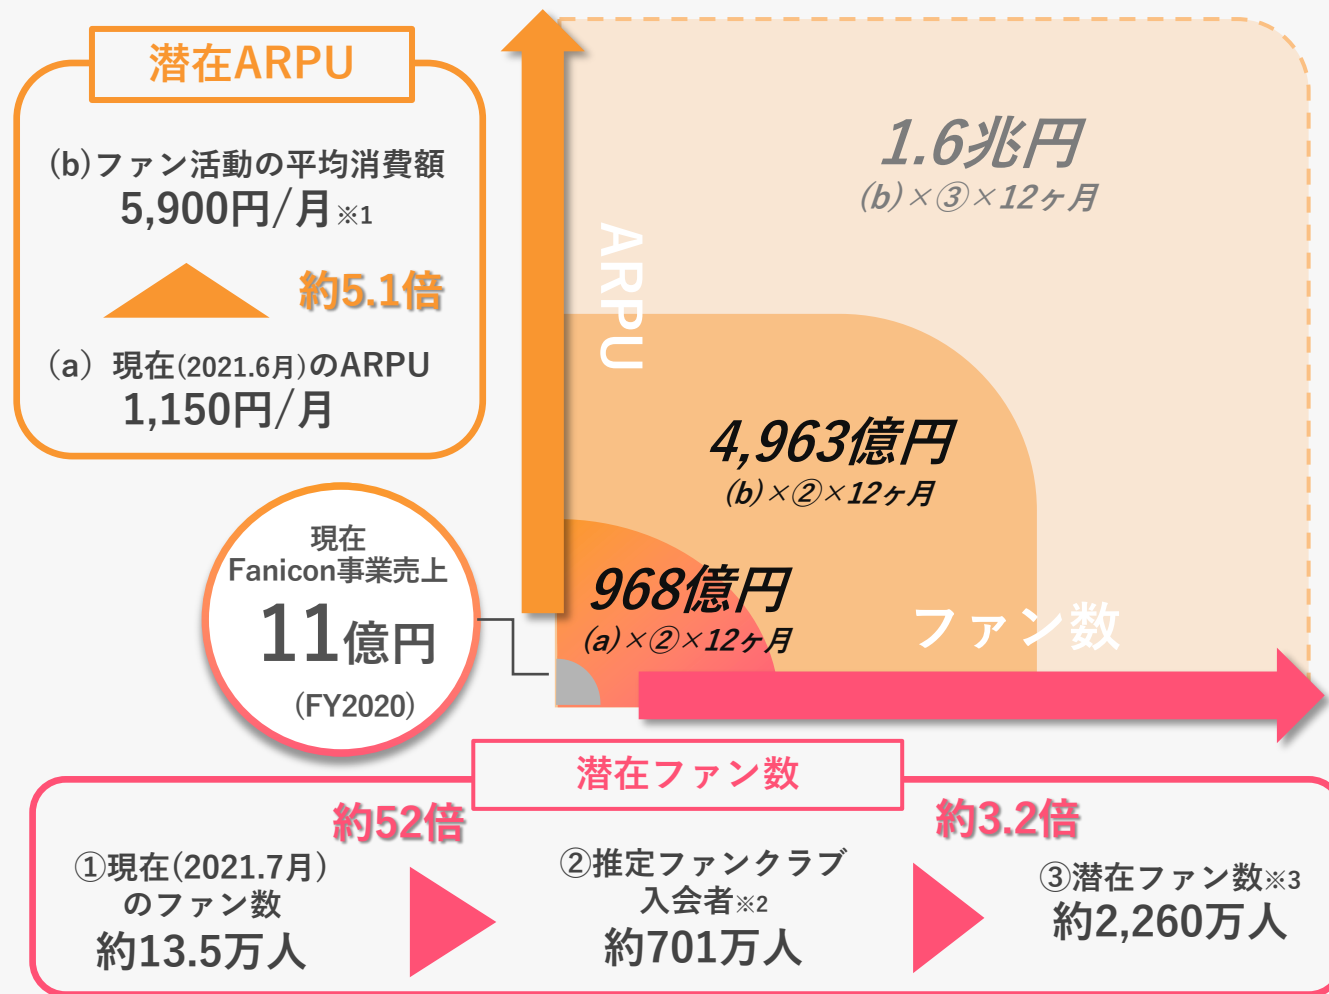 潜在ARPU
(b)ファン活動の平均消費額
5,900円/月※1
約5.1倍
(a) 現在(2021.6月)のARPU
1,150円/月
ARPU
1.6兆円
(b)×③×12ヶ月
4,963億円
(b)×②×12ヶ月
968億円
(a)×②×12ヶ月
ファン数
現在
Fanicon事業売上
11億円
(FY2020)
潜在ファン数
約52倍
約3.2倍
①現在(2021.7月)
のファン数
約13.5万人
②推定ファンクラブ
入会者※2
約701万人
③潜在ファン数※3
約2,260万人